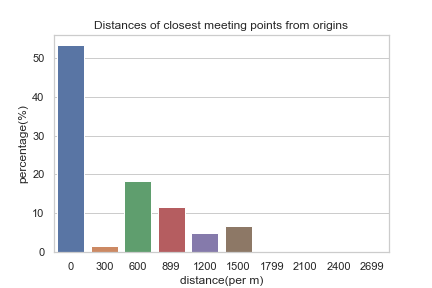 Distances of closest meeting points from origins
percentage(%)
50
40
30
20
10
0
0 300 600 899 1200 1500 1799 2100 2400 2699
distance(per m)